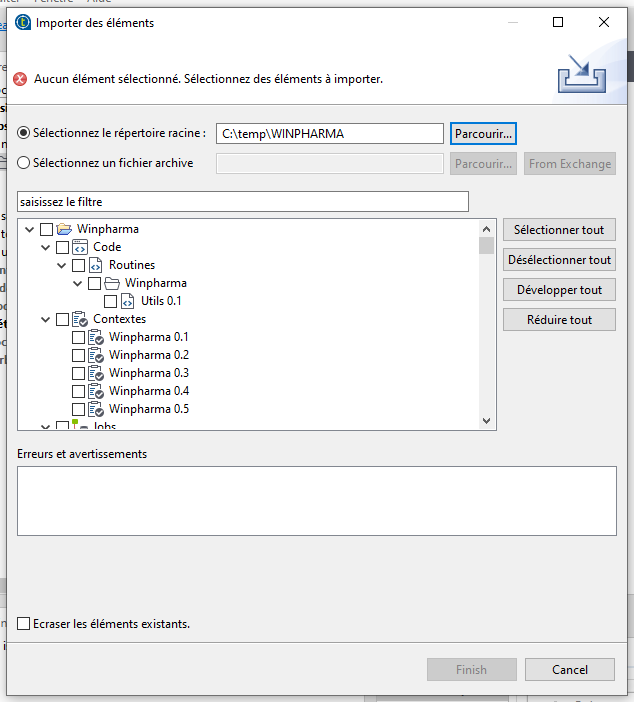 Importer des éléments
Aucun élément sélectionné. Sélectionnez des éléments à importer.
Sélectionnez le répertoire racine :
C:\temp\WINPHARMA
Parcourir...
Sélectionnez un fichier archive
Parcourir...
From Exchange
saisissez le filtre
Winpharma
Code
Routines
Winpharma
Utils 0.1
Contextes
Winpharma 0.1
Winpharma 0.2
Winpharma 0.3
Winpharma 0.4
Winpharma 0.5
Jobs
Sélectionner tout
Désélectionner tout
Développer tout
Réduire tout
Erreurs et avertissements
Ecraser les éléments existants.
Finish
Cancel